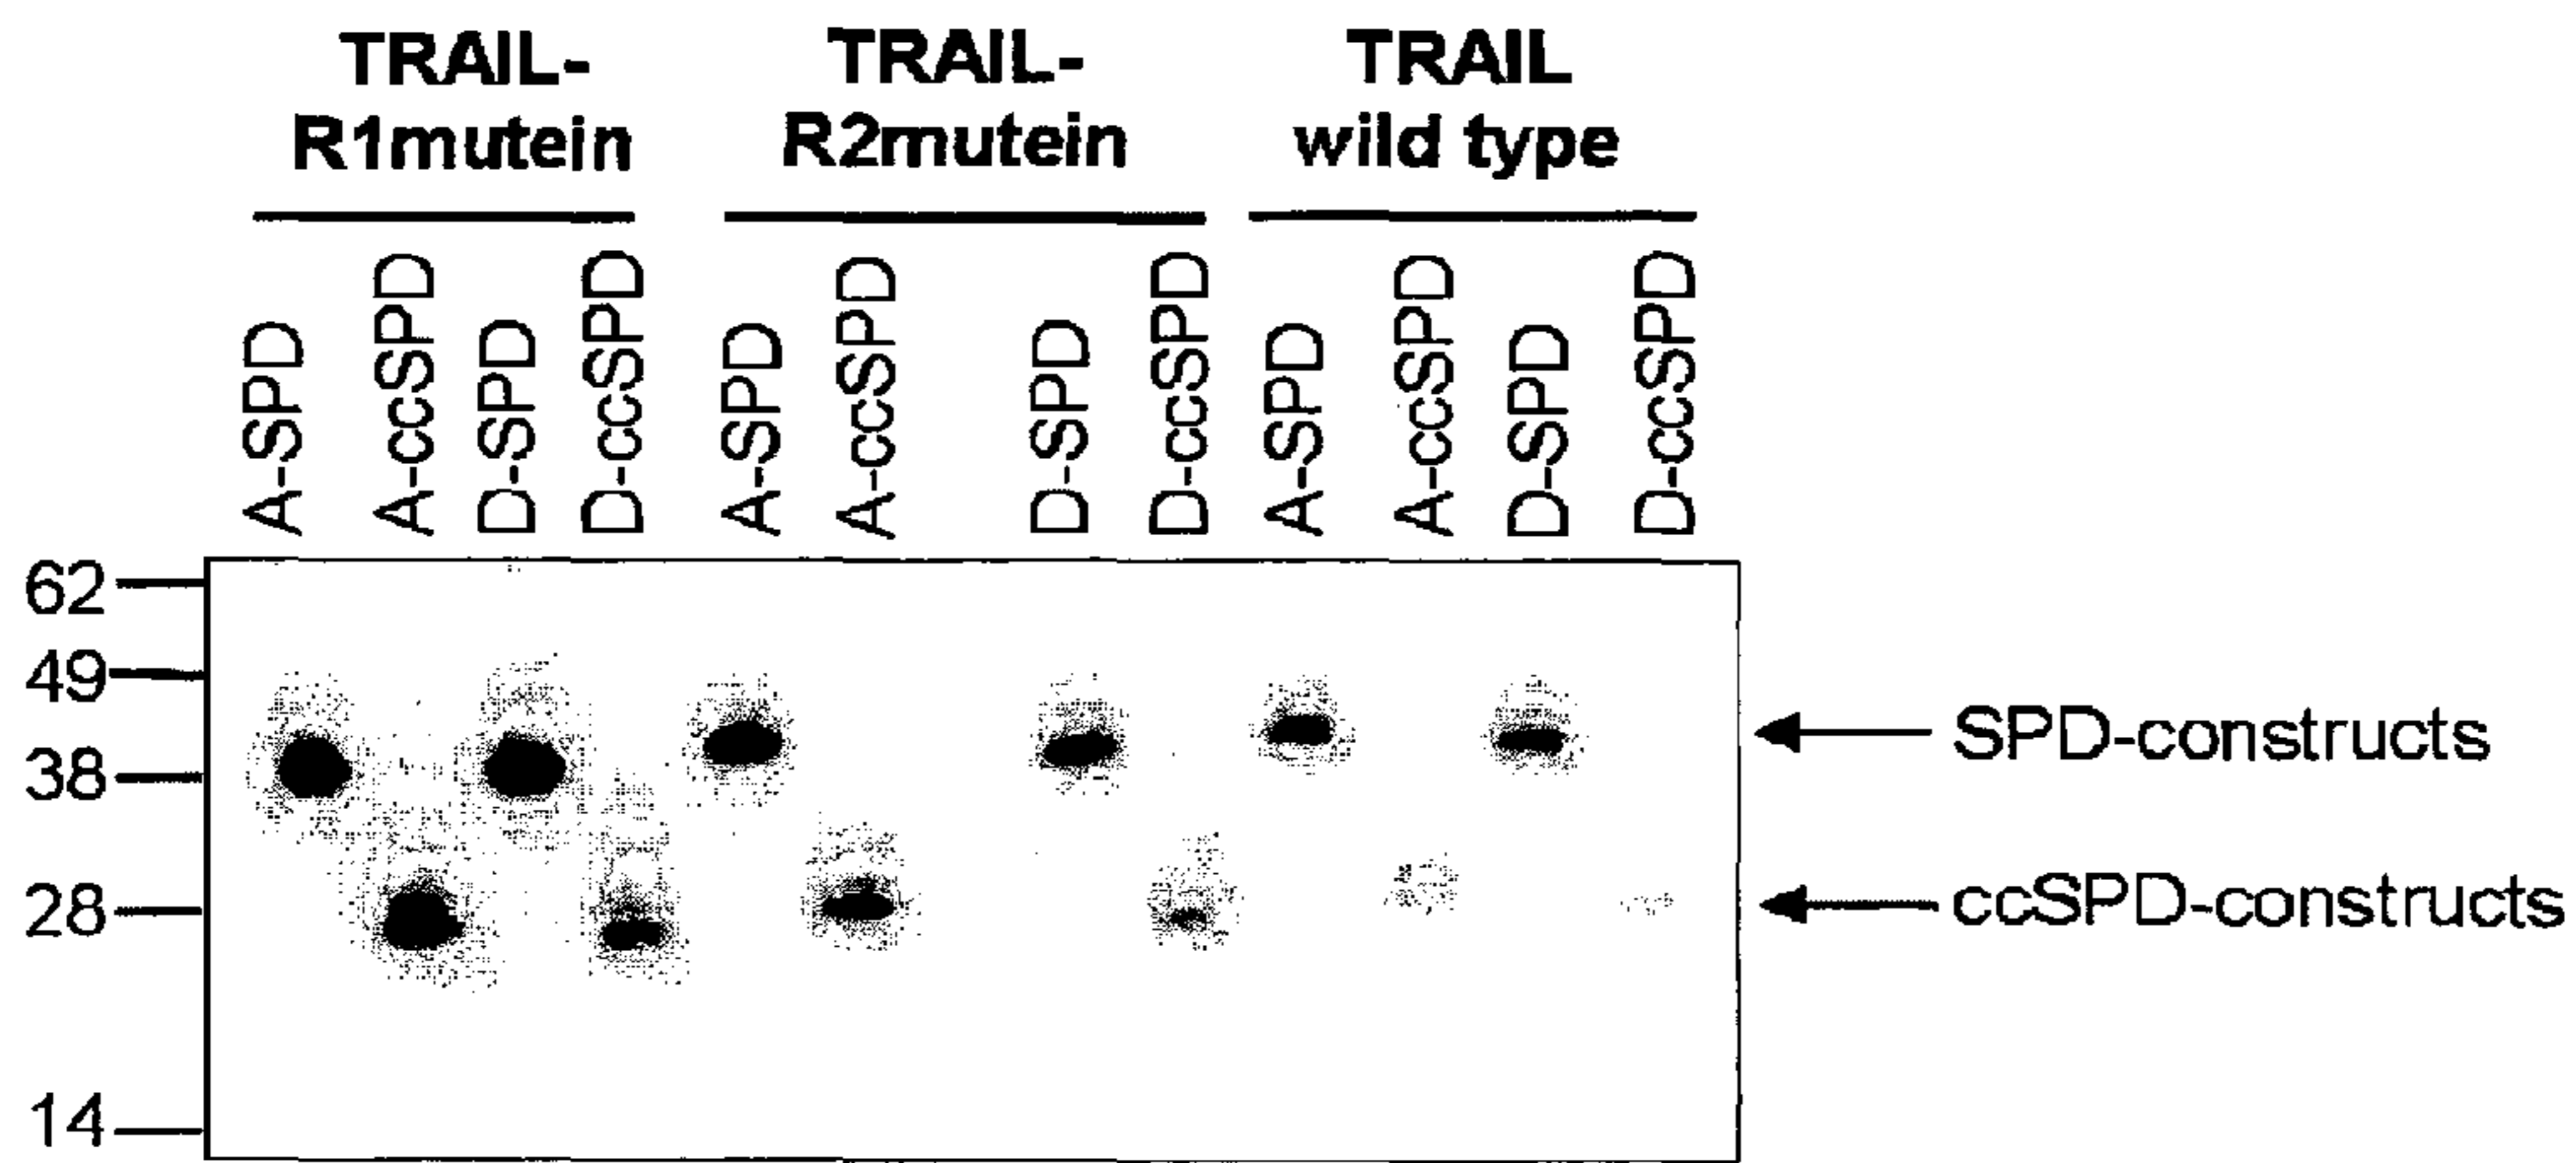 TRAIL-
R1mutein
TRAIL-
R2mutein
TRAIL
wild type
A-SPD
A-ccSPD
D-SPD
D-ccSPD
A-SPD
A-ccSPD
D-SPD
D-ccSPD
A-SPD
A-ccSPD
D-SPD
D-ccSPD
62
49
38
28
14
SPD-constructs
ccSPD-constructs